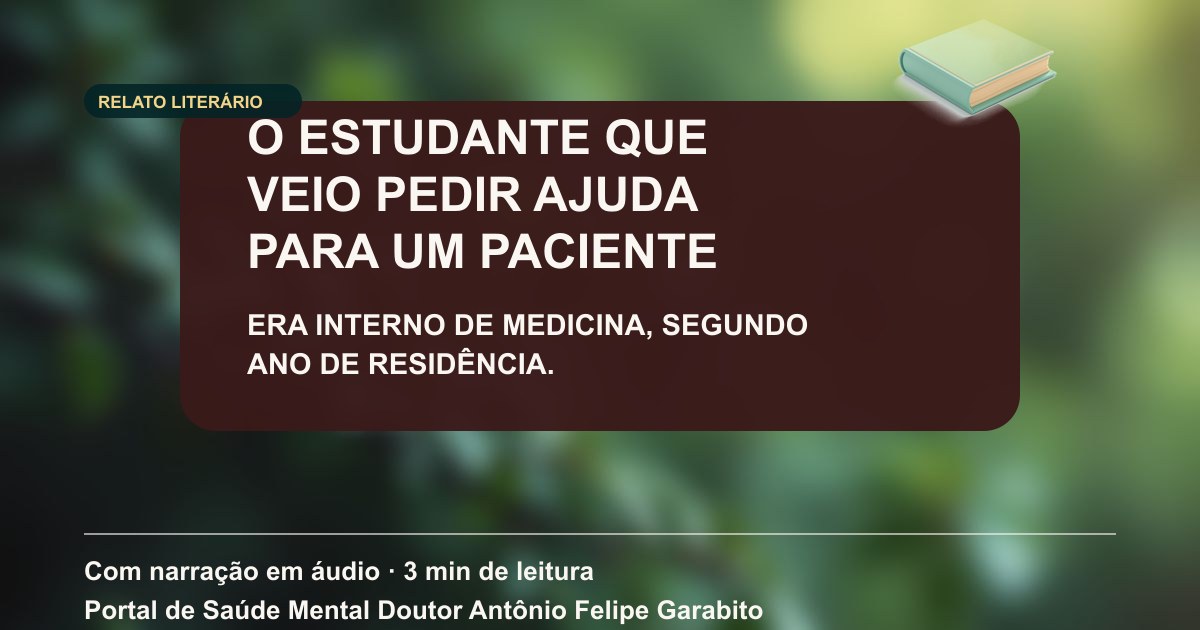 RELATO LITERÁRIO
O ESTUDANTE QUE
VEIO PEDIR AJUDA
PARA UM PACIENTE
ERA INTERNO DE MEDICINA, SEGUNDO
ANO DE RESIDÊNCIA.
Com narração em áudio · 3 min de leitura
Portal de Saúde Mental Doutor Antônio Felipe Garabito